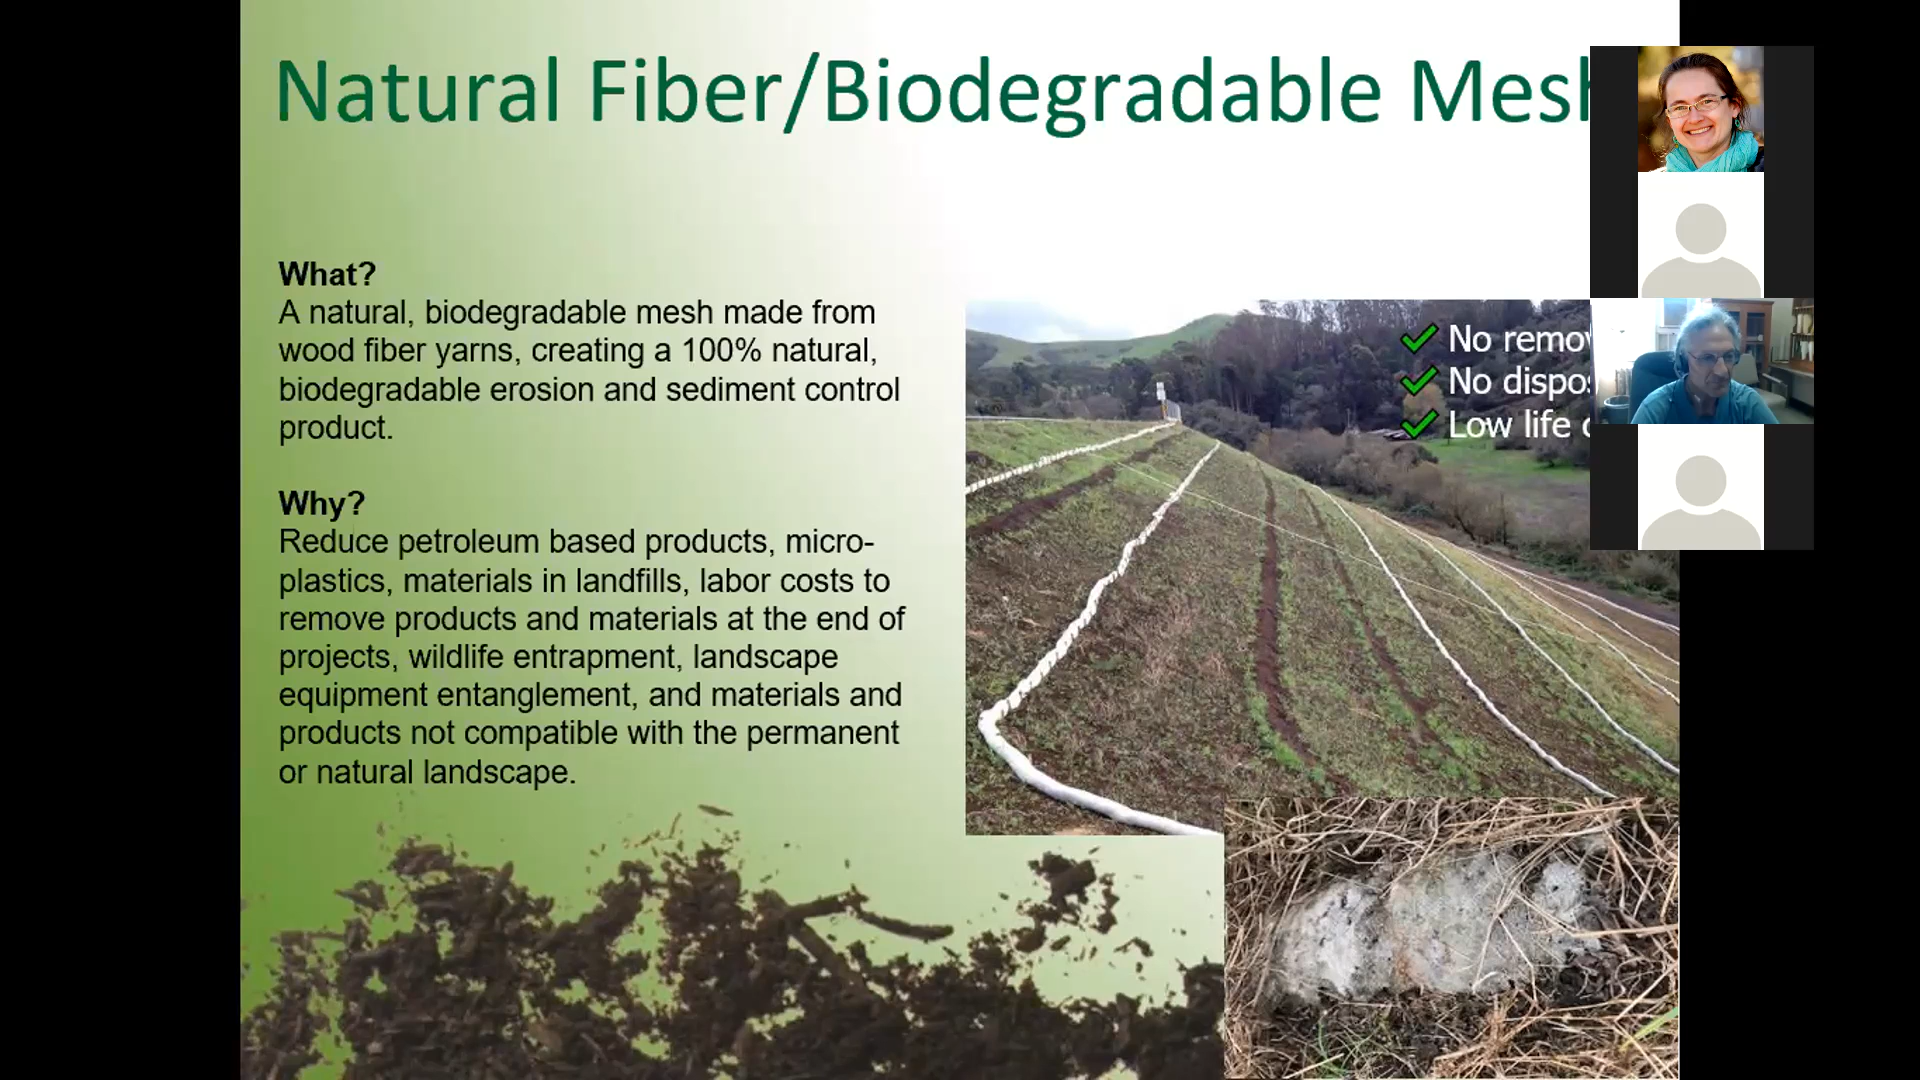 Natural Fiber/Biodegradable Mesh
What?
A natural, biodegradable mesh made from
wood fiber yarns, creating a 100% natural,
biodegradable erosion and sediment control
product.
Why?
Reduce petroleum based products, micro-
plastics, materials in landfills, labor costs to
remove products and materials at the end of
projects, wildlife entrapment, landscape
equipment entanglement, and materials and
products not compatible with the permanent
or natural landscape.
No
No
Low life